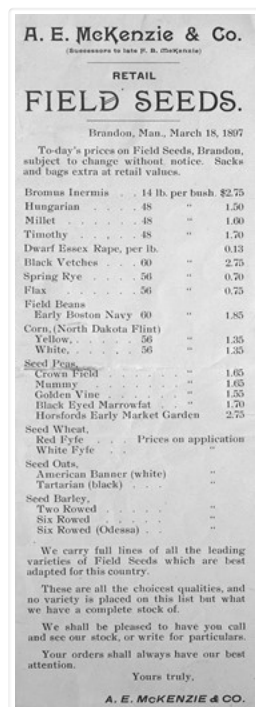 A. E. McKENZIE & Co.
(Successors to late F. B. McKenzie)
RETAIL
FIELD SEEDS.
Brandon, Man., March 18, 1897
To-day's prices on Field Seeds, Brandon,
subject to change without notice. Sacks
and bags extra at retail values.
Bromus Inermis . . 14 lb. per bush. $2.75
Hungarian . . . . 48 " 1.50
Millet . . . . . 48 " 1.60
Timothy . . . . 48 " 1.70
Dwarf Essex Rape, per lb. 0.13
Black Vetches . . . 60 " 2.75
Spring Rye . . . 56 " 0.70
Flax . . . . . 56 " 0.75
Field Beans
Early Boston Navy 60 " 1.85
Corn, (North Dakota Flint)
Yellow, . . . . . 56 " 1.35
White, . . . . . 56 " 1.35
Seed Peas,
Crown Field . . . . . " 1.65
Mummy . . . . . " 1.65
Golden Vine . . . . . " 1.55
Black Eyed Marrowfat . . " 1.70
Horsfords Early Market Garden 2.75
Seed Wheat,
Red Fyfe . . . Prices on application
White Fyfe . . "
Seed Oats,
American Banner (white) "
Tartarian (black) . . . "
Seed Barley,
Two Rowed . . . . . "
Six Rowed . . . . . "
Six Rowed (Odessa) . . "
We carry full lines of all the leading
varieties of Field Seeds which are best
adapted for this country.
These are all the choicest qualities, and
no variety is placed on this list but what
we have a complete stock of.
We shall be pleased to have you call
and see our stock, or write for particulars.
Your orders shall always have our best
attention.
Yours truly,
A. E. McKENZIE & CO.